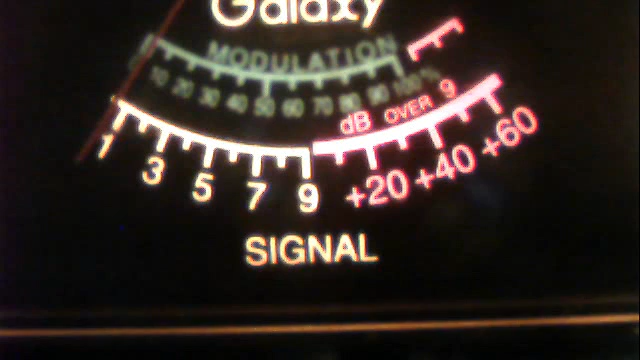 Galaxy
MODULATION
10 20 30 40 50 60 70 80 90 100%
dB OVER 9
1 3 5 7 9 +20 +40 +60
SIGNAL